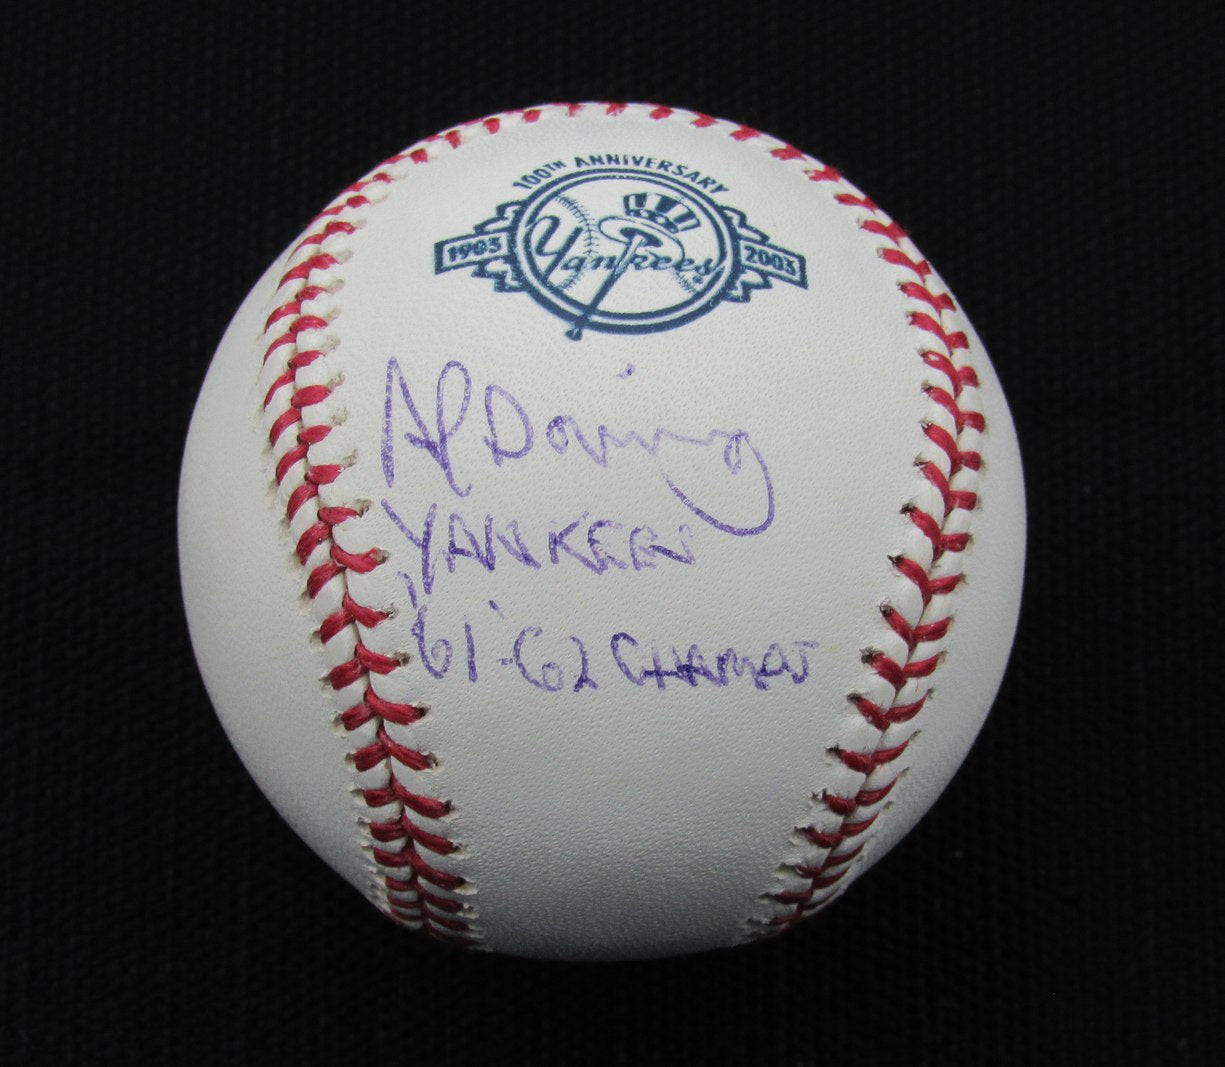 100TH ANNIVERSARY
1903 Yankees 2003
Al Downing
YANKEES
'61-'62 CHAMPS